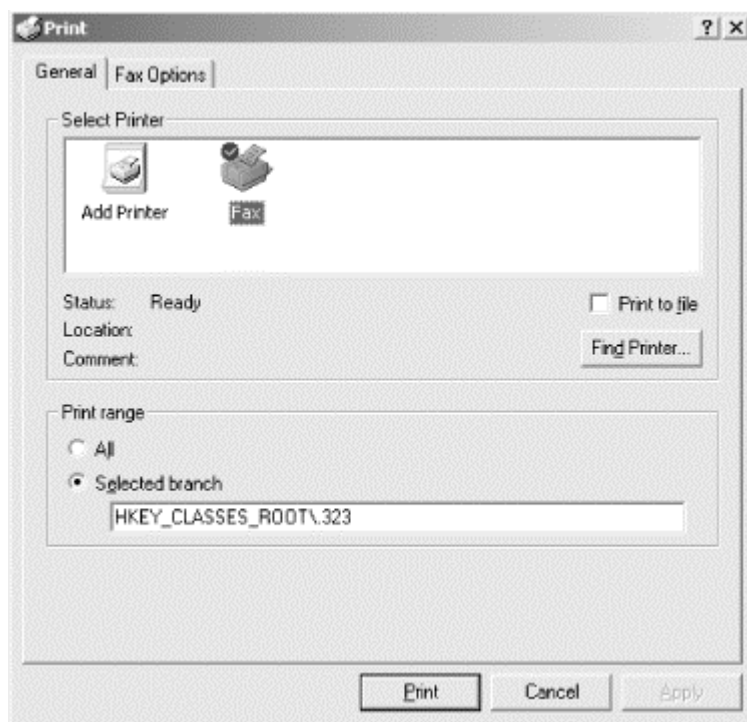 Print
General Fax Options
Select Printer
Add Printer Fax
Status: Ready
Print to file
Location:
Find Printer...
Comment:
Print range
All
Selected branch
HKEY_CLASSES_ROOT\.323
Print Cancel Apply